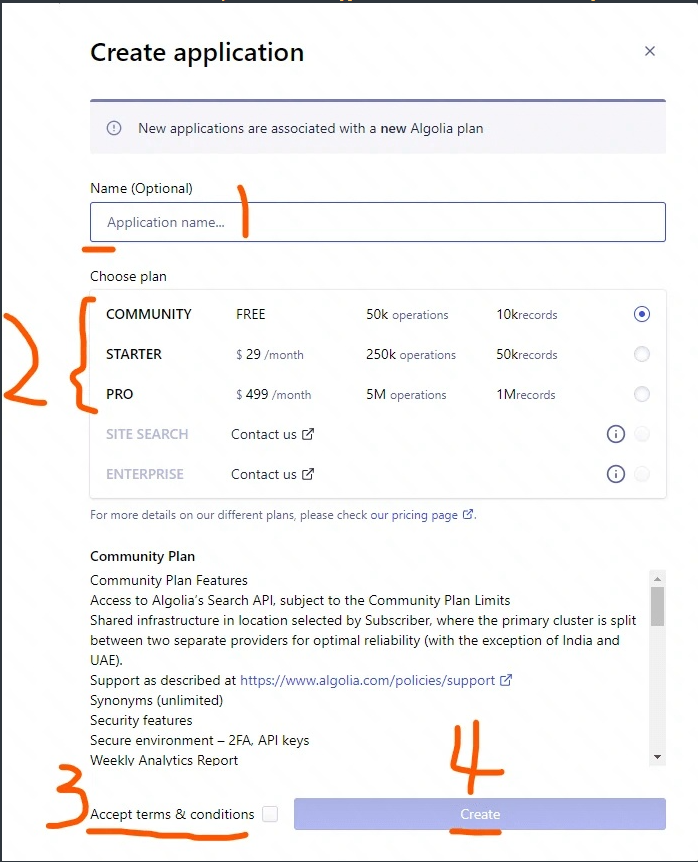 Create application
New applications are associated with a new Algolia plan
Name (Optional)
Application name...
1
Choose plan
2
COMMUNITY FREE 50k operations 10krecords
STARTER $ 29 /month 250k operations 50krecords
PRO $ 499 /month 5M operations 1Mrecords
SITE SEARCH Contact us
ENTERPRISE Contact us
For more details on our different plans, please check our pricing page.
Community Plan
Community Plan Features
Access to Algolia's Search API, subject to the Community Plan Limits
Shared infrastructure in location selected by Subscriber, where the primary cluster is split
between two separate providers for optimal reliability (with the exception of India and
UAE).
Support as described at https://www.algolia.com/policies/support
Synonyms (unlimited)
Security features
Secure environment – 2FA, API keys
Weekly Analytics Report
3
Accept terms & conditions
4
Create